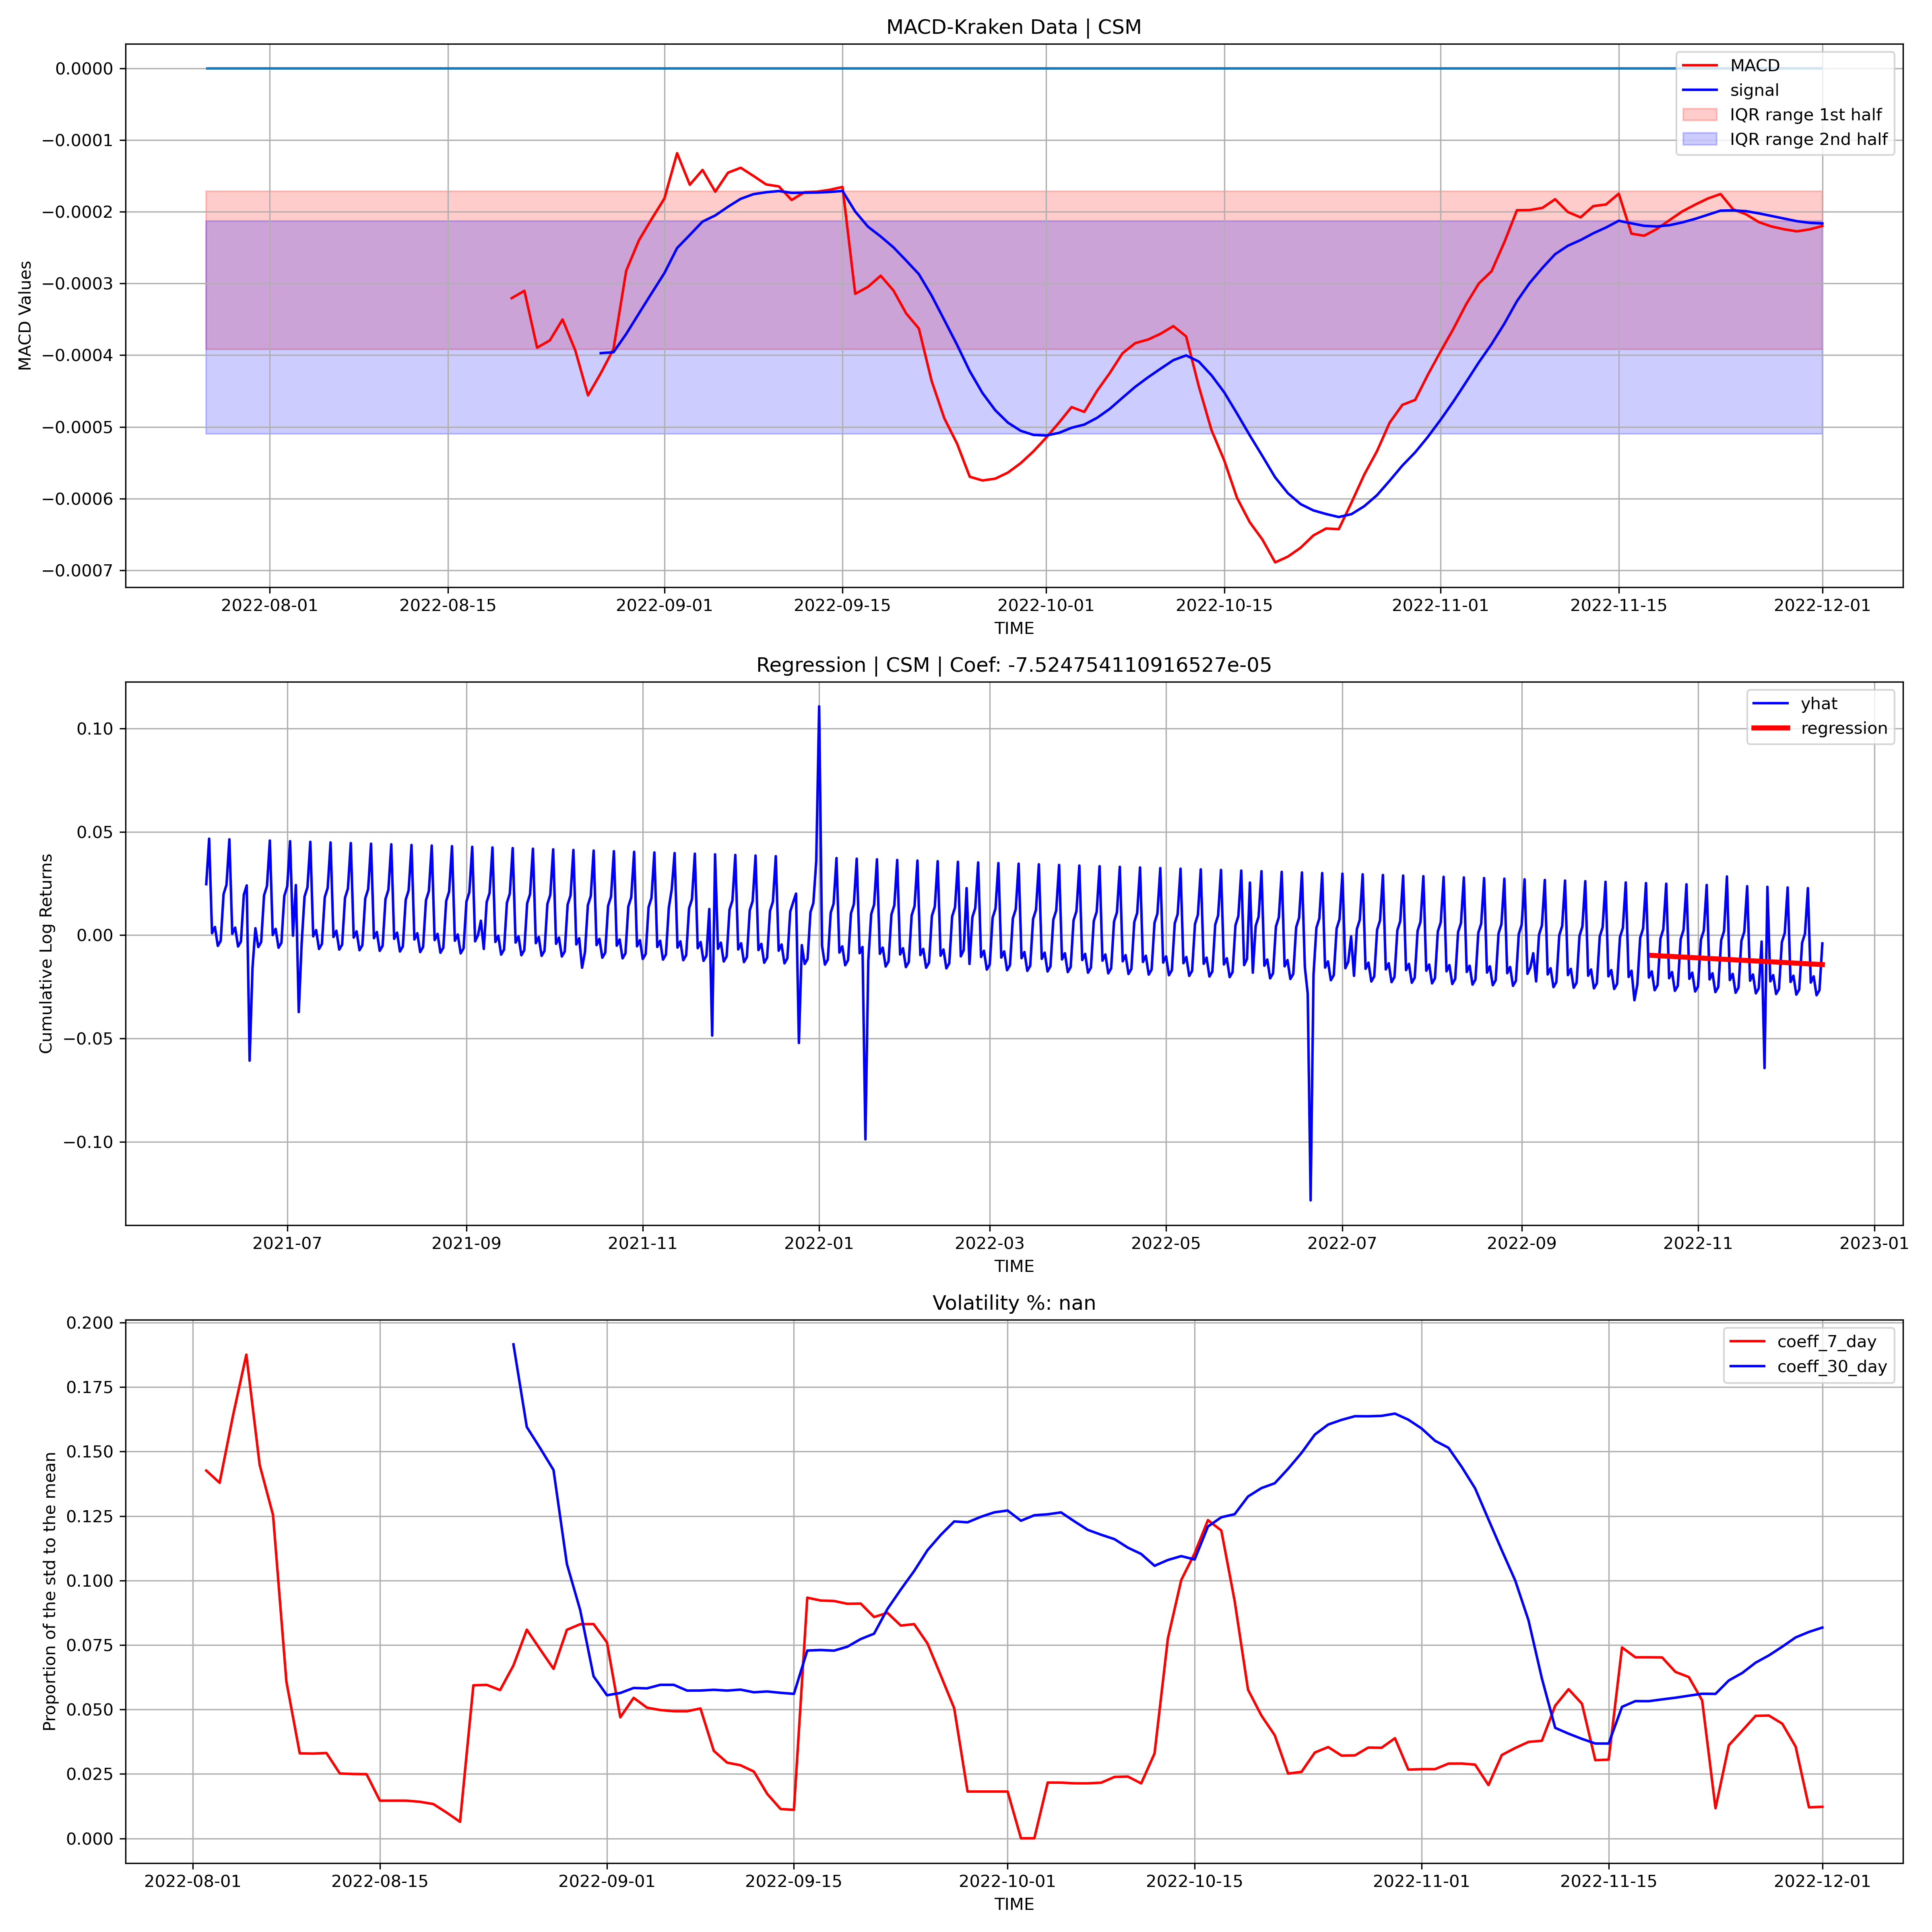 MACD-Kraken Data | CSM
MACD Values
0.0000
−0.0001
−0.0002
−0.0003
−0.0004
−0.0005
−0.0006
−0.0007
MACD
signal
IQR range 1st half
IQR range 2nd half
2022-08-01 2022-08-15 2022-09-01 2022-09-15 2022-10-01 2022-10-15 2022-11-01 2022-11-15 2022-12-01
TIME
Regression | CSM | Coef: -7.524754110916527e-05
Cumulative Log Returns
0.10
0.05
0.00
−0.05
−0.10
yhat
regression
2021-07 2021-09 2021-11 2022-01 2022-03 2022-05 2022-07 2022-09 2022-11 2023-01
TIME
Volatility %: nan
Proportion of the std to the mean
0.200
0.175
0.150
0.125
0.100
0.075
0.050
0.025
0.000
coeff_7_day
coeff_30_day
2022-08-01 2022-08-15 2022-09-01 2022-09-15 2022-10-01 2022-10-15 2022-11-01 2022-11-15 2022-12-01
TIME